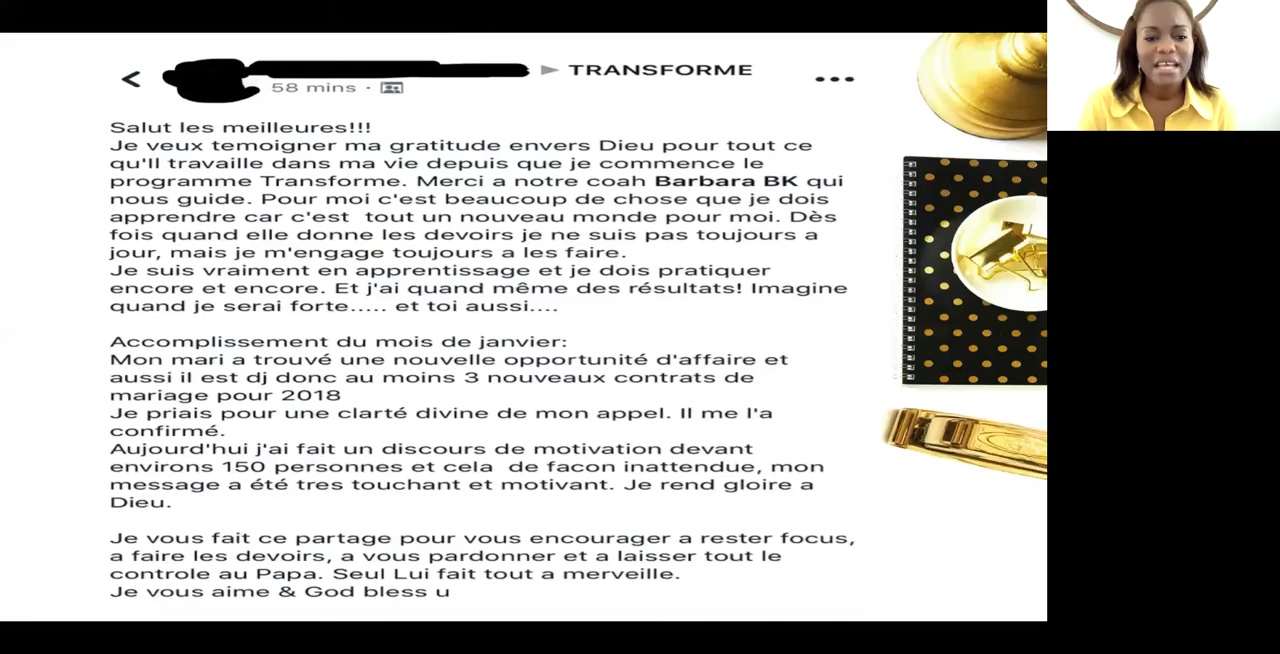 TRANSFORME
58 mins ·
Salut les meilleures!!!
Je veux temoigner ma gratitude envers Dieu pour tout ce
qu'Il travaille dans ma vie depuis que je commence le
programme Transforme. Merci a notre coah Barbara BK qui
nous guide. Pour moi c'est beaucoup de chose que je dois
apprendre car c'est tout un nouveau monde pour moi. Dès
fois quand elle donne les devoirs je ne suis pas toujours a
jour, mais je m'engage toujours a les faire.
Je suis vraiment en apprentissage et je dois pratiquer
encore et encore. Et j'ai quand même des résultats! Imagine
quand je serai forte..... et toi aussi....
Accomplissement du mois de janvier:
Mon mari a trouvé une nouvelle opportunité d'affaire et
aussi il est dj donc au moins 3 nouveaux contrats de
mariage pour 2018
Je priais pour une clarté divine de mon appel. Il me l'a
confirmé.
Aujourd'hui j'ai fait un discours de motivation devant
environs 150 personnes et cela de facon inattendue, mon
message a été tres touchant et motivant. Je rend gloire a
Dieu.
Je vous fait ce partage pour vous encourager a rester focus,
a faire les devoirs, a vous pardonner et a laisser tout le
controle au Papa. Seul Lui fait tout a merveille.
Je vous aime & God bless u